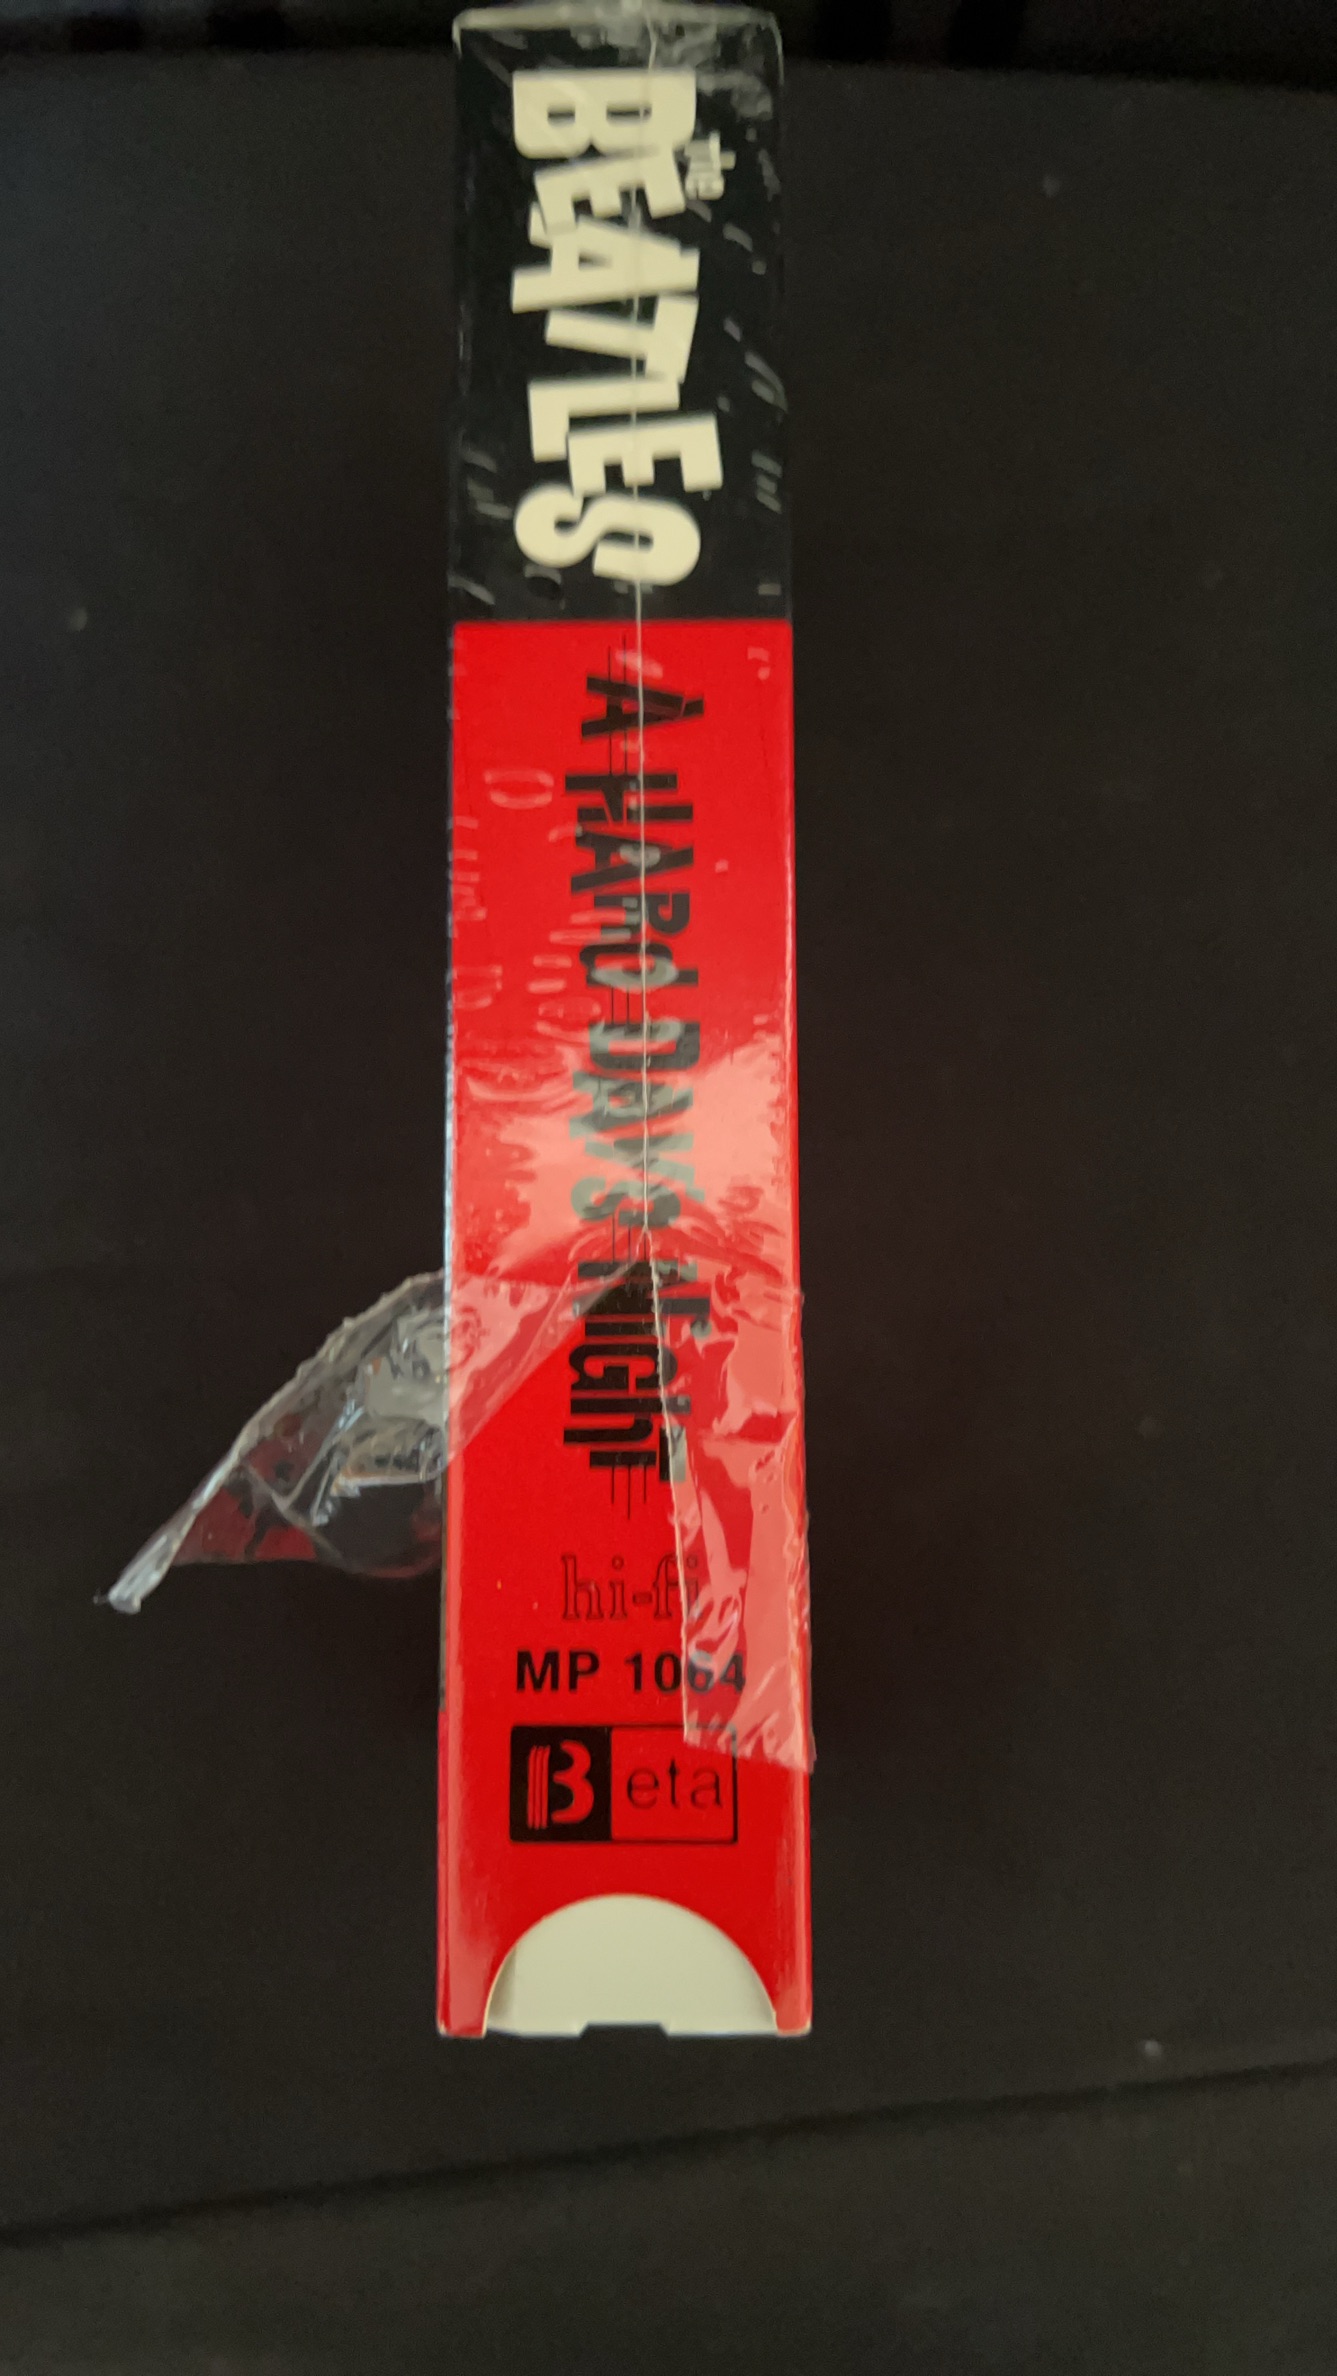 the
BEATLES
A HARD DAY'S NIGHT
hi-fi
MP 1064
Beta